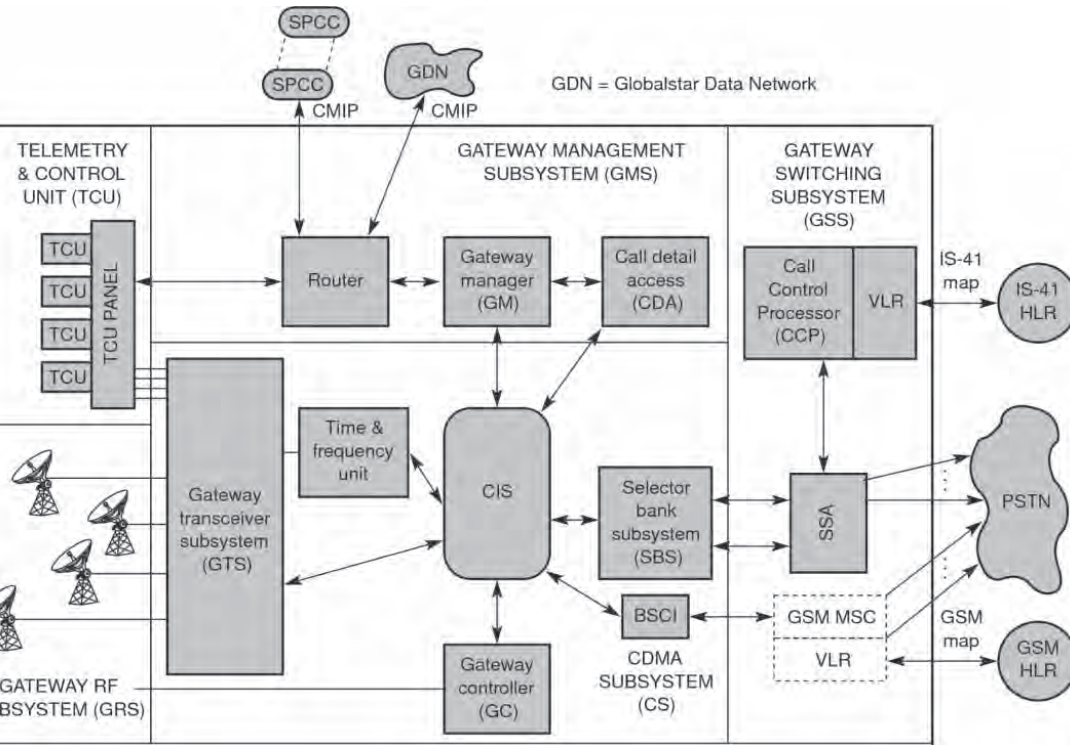 SPCC
SPCC
GDN
GDN = Globalstar Data Network
CMIP
CMIP
TELEMETRY
& CONTROL
UNIT (TCU)
GATEWAY MANAGEMENT
SUBSYSTEM (GMS)
GATEWAY
SWITCHING
SUBSYSTEM
(GSS)
TCU
TCU
TCU
TCU
TCU PANEL
Router
Gateway
manager
(GM)
Call detail
access
(CDA)
Call
Control
Processor
(CCP)
VLR
IS-41
map
IS-41
HLR
Gateway
transceiver
subsystem
(GTS)
Time &
frequency
unit
CIS
Selector
bank
subsystem
(SBS)
SSA
PSTN
BSCI
GSM MSC
VLR
GSM
map
GSM
HLR
CDMA
SUBSYSTEM
(CS)
Gateway
controller
(GC)
GATEWAY RF
BSYSTEM (GRS)